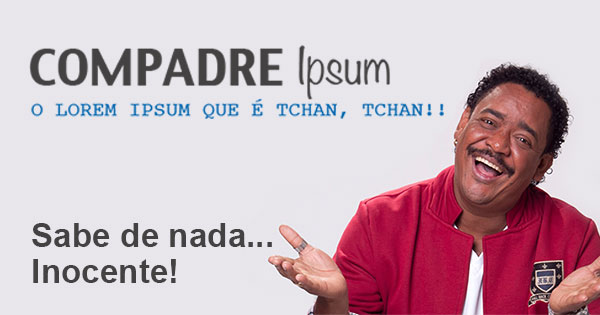 COMPADRE Ipsum
O LOREM IPSUM QUE É TCHAN, TCHAN!!
Sabe de nada...
Inocente!